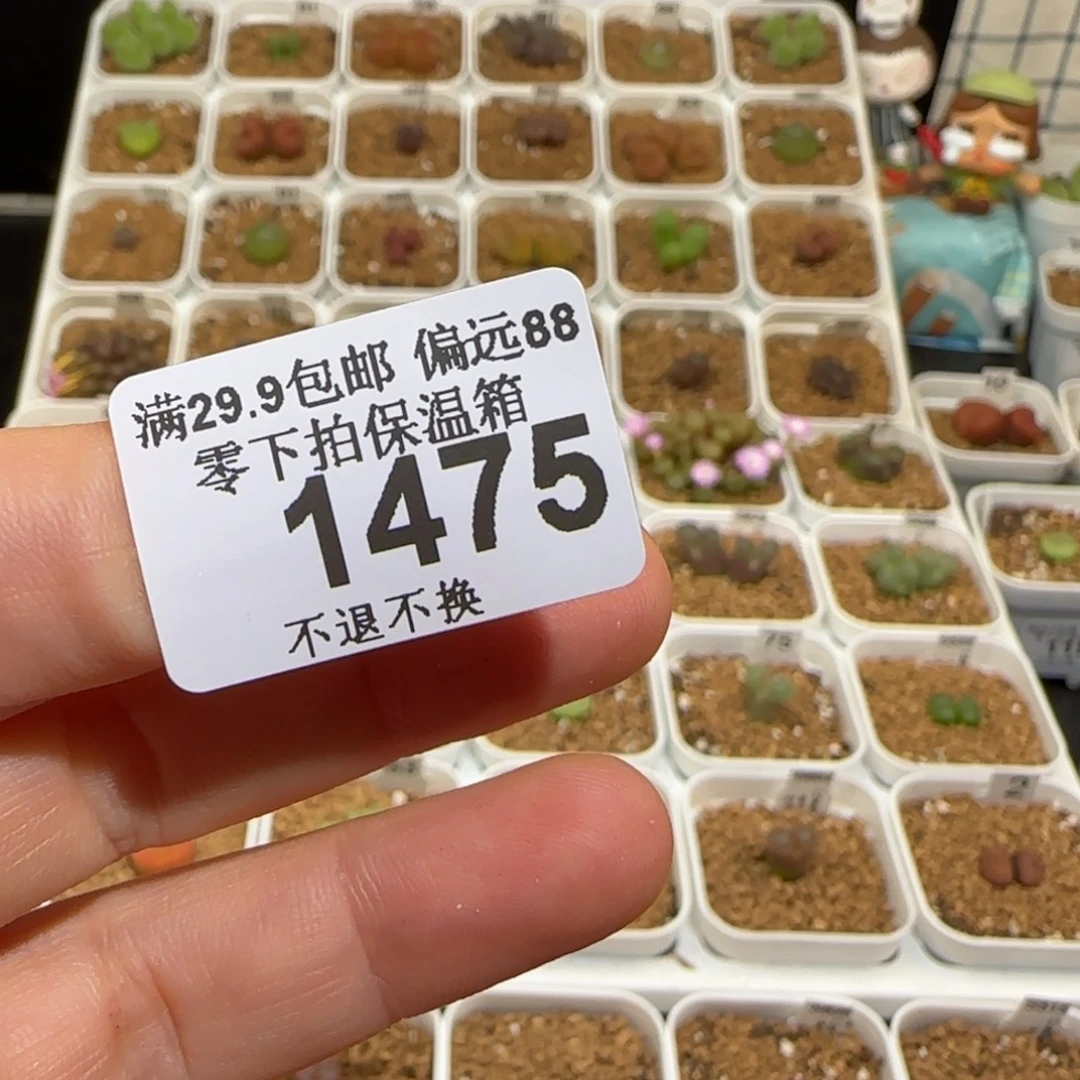 满29.9包邮 偏远88
零下拍保温箱
1475
不退不换